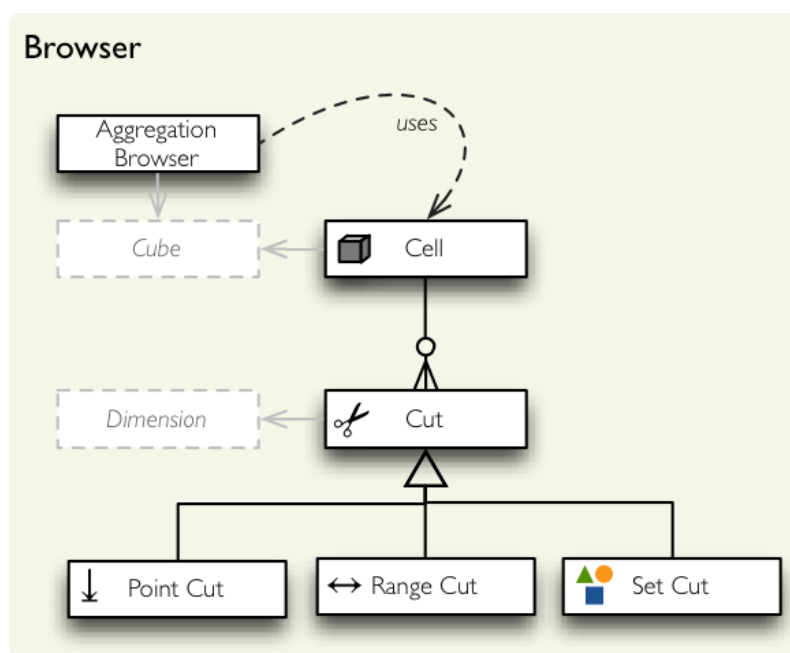 Browser
Aggregation
Browser
uses
Cube
Cell
Dimension
Cut
Point Cut
Range Cut
Set Cut